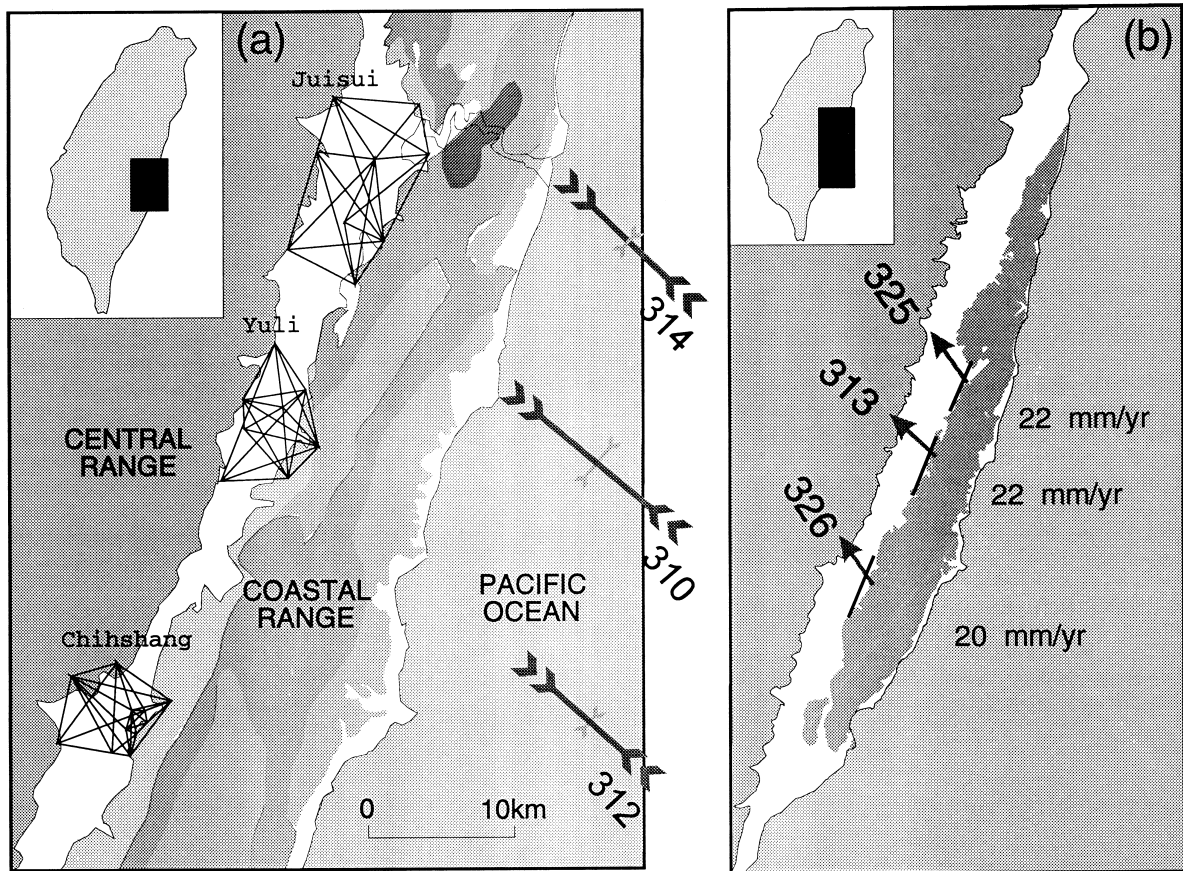 (a)
Juisui
314
Yuli
CENTRAL
RANGE
310
COASTAL
RANGE
PACIFIC
OCEAN
Chihshang
312
0 10km
(b)
325
313
22 mm/yr
22 mm/yr
326
20 mm/yr